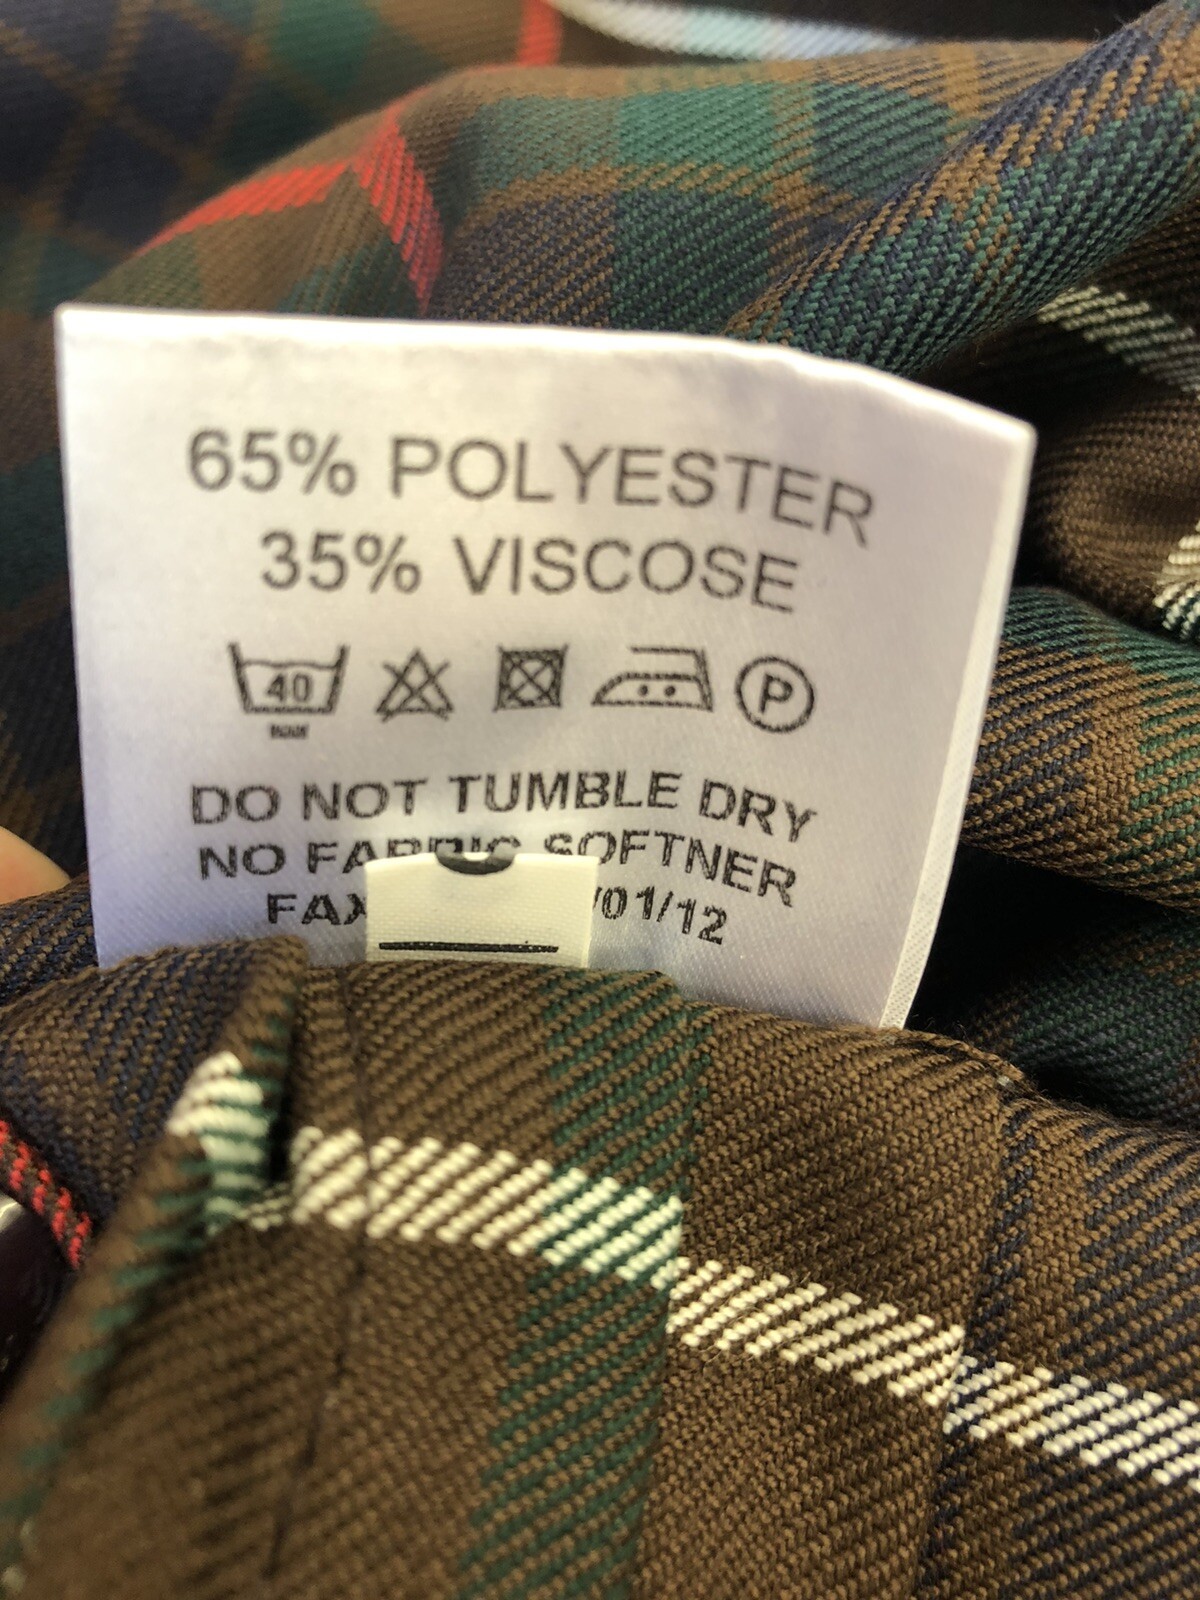 65% POLYESTER
35% VISCOSE
40 P
DO NOT TUMBLE DRY
NO FABRIC SOFTNER
/01/12